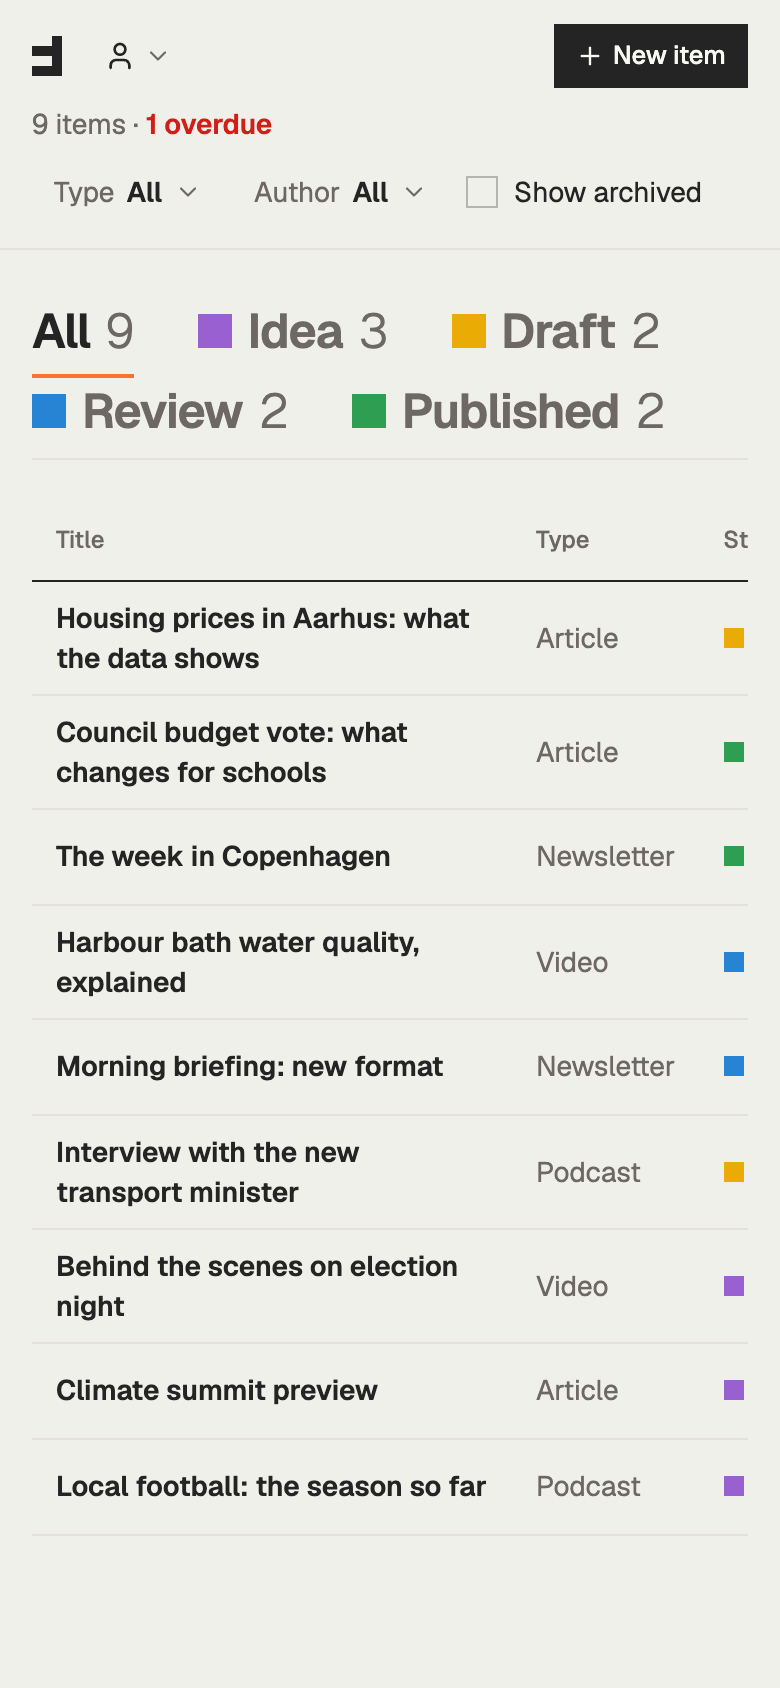 New item
9 items · 1 overdue
Type All Author All Show archived
All 9 Idea 3 Draft 2
Review 2 Published 2
Title Type St
Housing prices in Aarhus: what
the data shows
Article
Council budget vote: what
changes for schools
Article
The week in Copenhagen Newsletter
Harbour bath water quality,
explained
Video
Morning briefing: new format Newsletter
Interview with the new
transport minister
Podcast
Behind the scenes on election
night
Video
Climate summit preview Article
Local football: the season so far Podcast